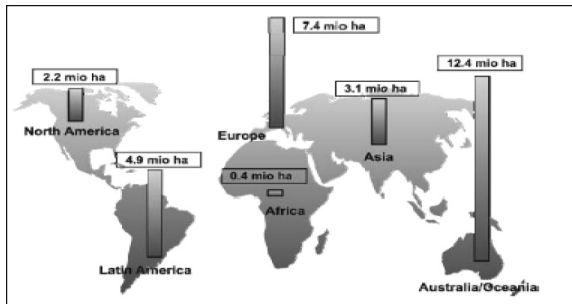 7.4 mio ha
12.4 mio ha
2.2 mio ha
3.1 mio ha
North America
Europe
Asia
4.9 mio ha
0.4 mio ha
Africa
Latin America
Australia/Oceania